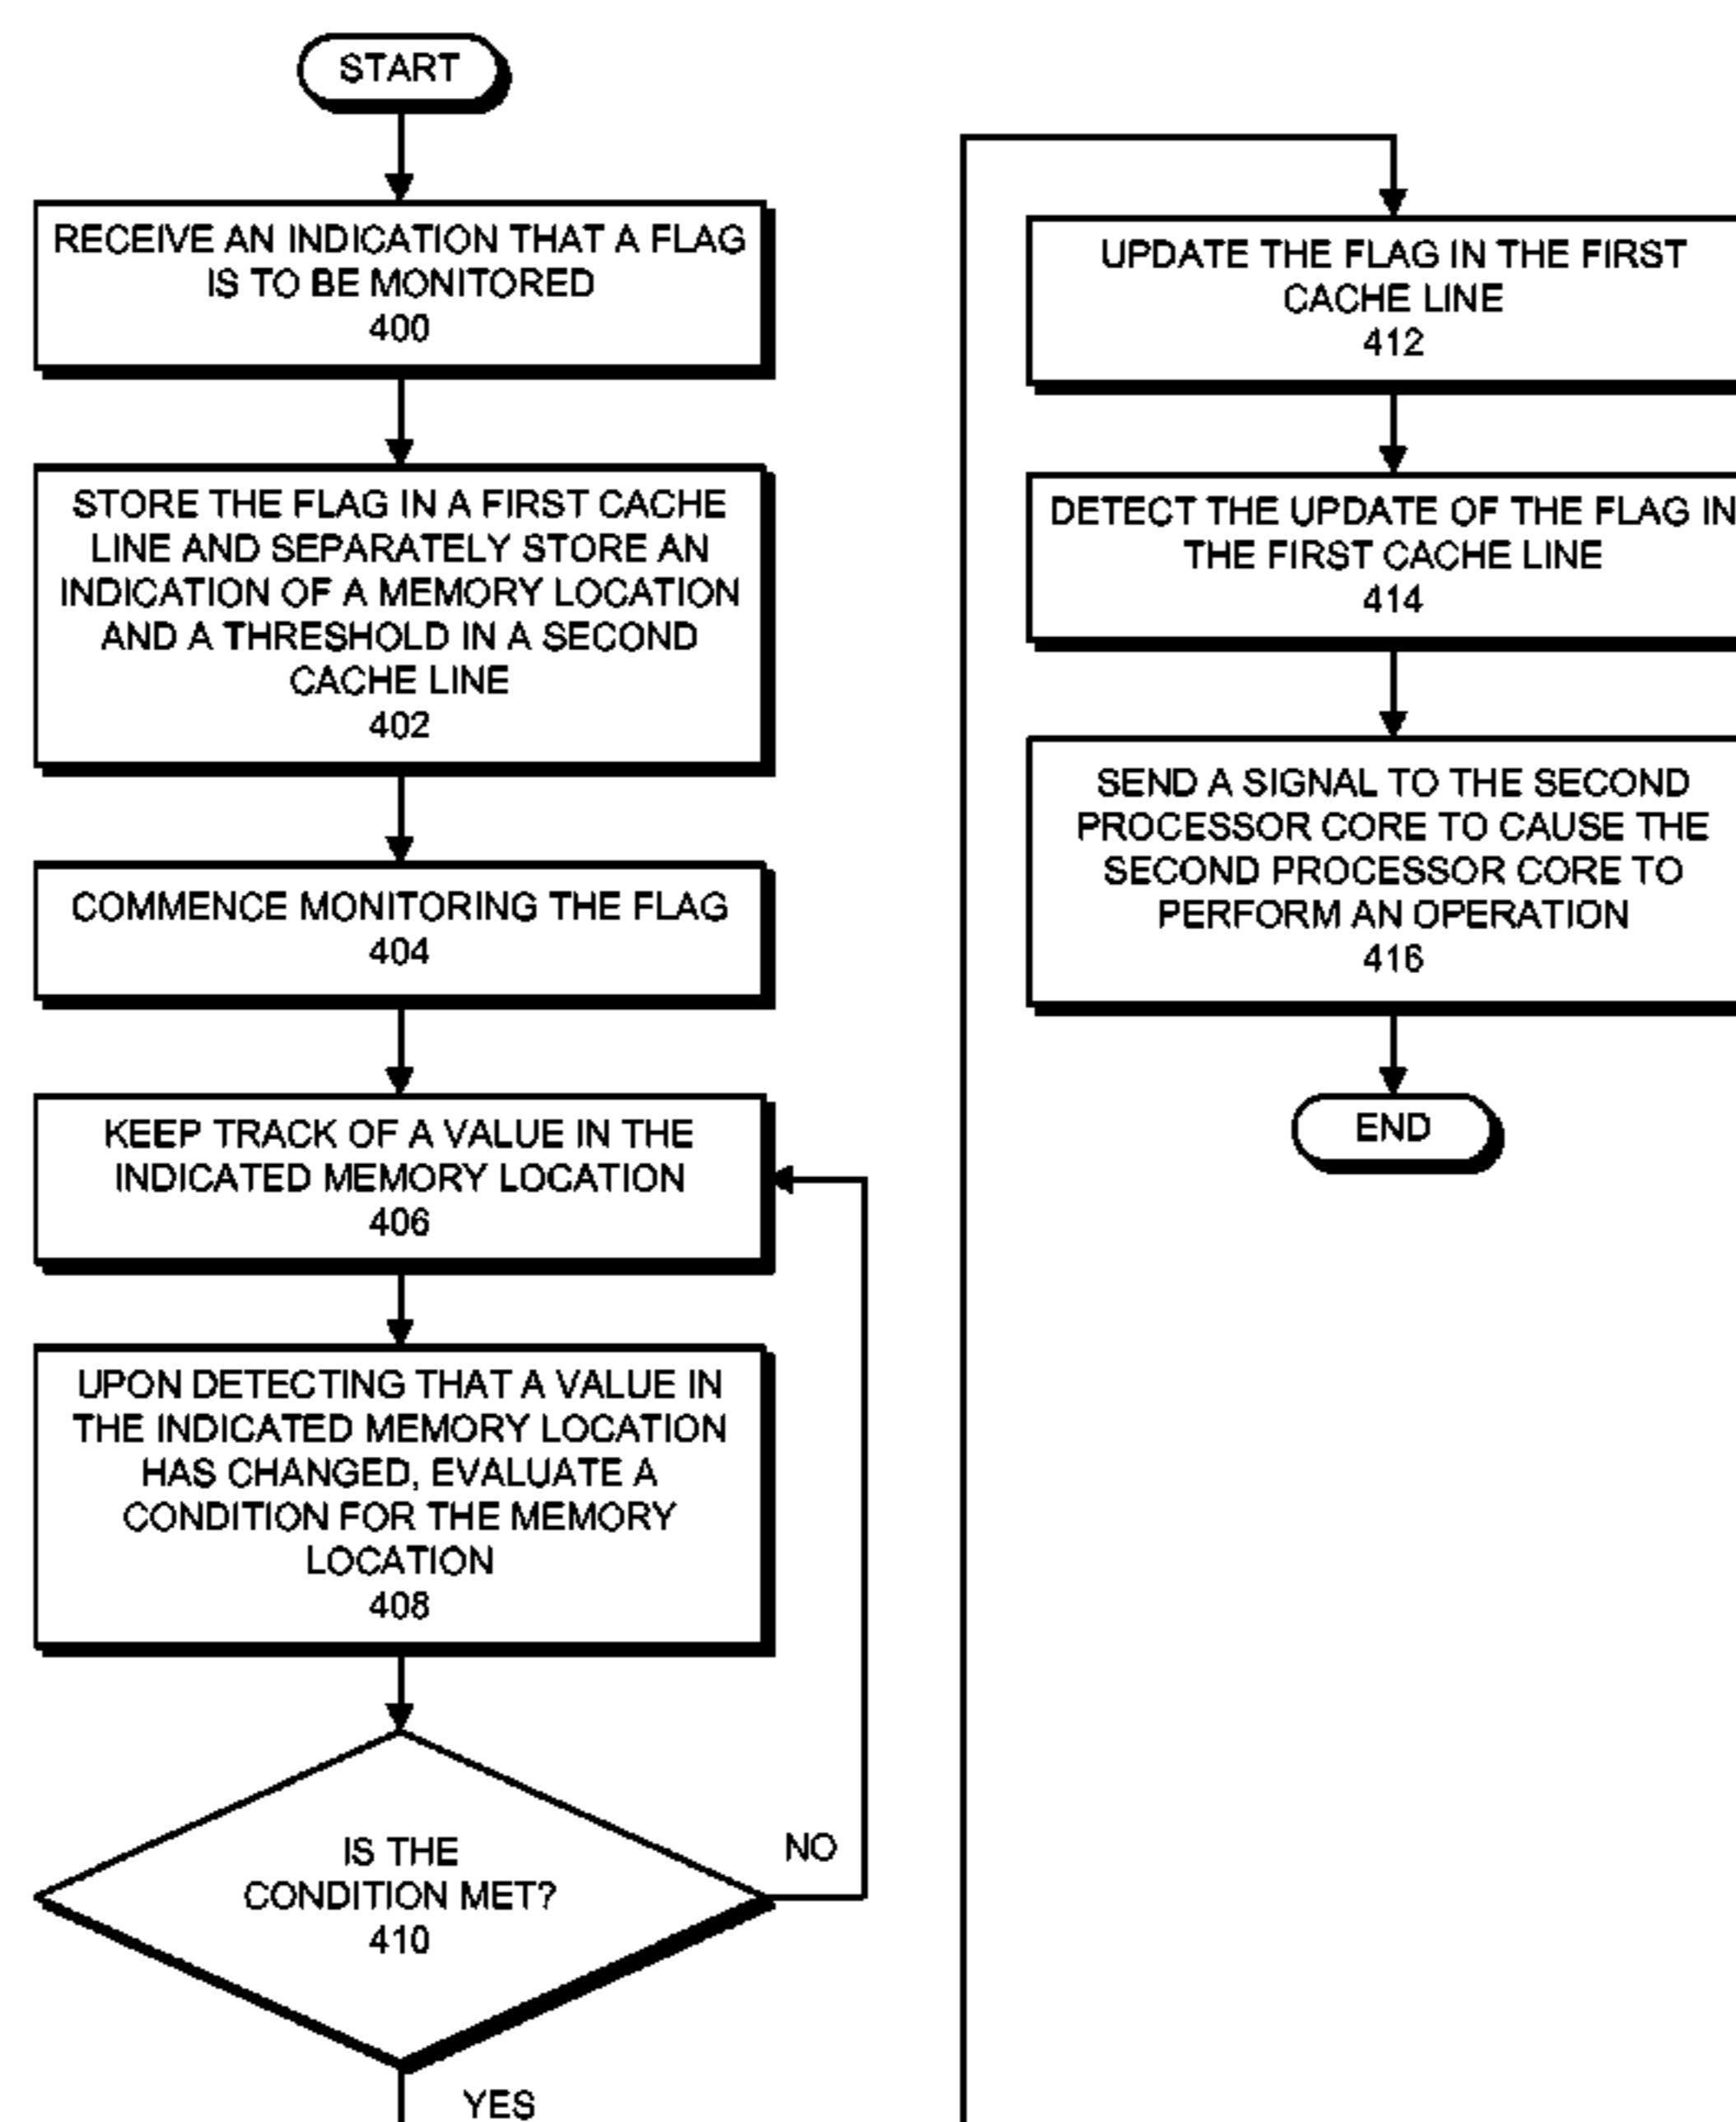 START
RECEIVE AN INDICATION THAT A FLAG
IS TO BE MONITORED
400
STORE THE FLAG IN A FIRST CACHE
LINE AND SEPARATELY STORE AN
INDICATION OF A MEMORY LOCATION
AND A THRESHOLD IN A SECOND
CACHE LINE
402
COMMENCE MONITORING THE FLAG
404
KEEP TRACK OF A VALUE IN THE
INDICATED MEMORY LOCATION
406
UPON DETECTING THAT A VALUE IN
THE INDICATED MEMORY LOCATION
HAS CHANGED, EVALUATE A
CONDITION FOR THE MEMORY
LOCATION
408
IS THE
CONDITION MET?
410
NO
YES
UPDATE THE FLAG IN THE FIRST
CACHE LINE
412
DETECT THE UPDATE OF THE FLAG IN
THE FIRST CACHE LINE
414
SEND A SIGNAL TO THE SECOND
PROCESSOR CORE TO CAUSE THE
SECOND PROCESSOR CORE TO
PERFORM AN OPERATION
416
END